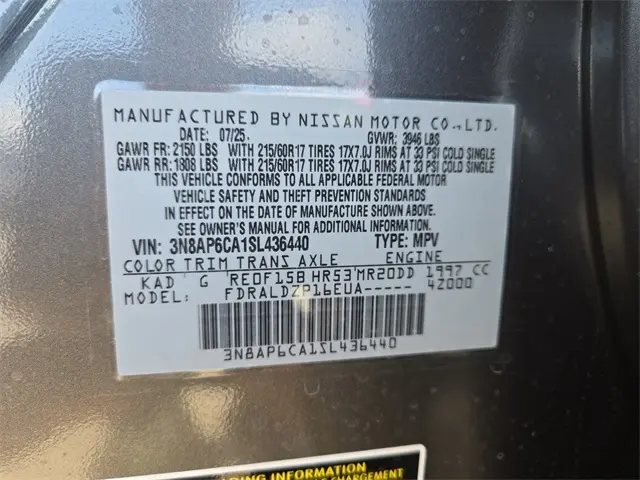 MANUFACTURED BY NISSAN MOTOR CO.,LTD.
DATE: 07/25. GVWR: 3946 LBS
GAWR FR: 2150 LBS WITH 215/60R17 TIRES 17X7.0J RIMS AT 33 PSI COLD SINGLE
GAWR RR: 1808 LBS WITH 215/60R17 TIRES 17X7.0J RIMS AT 33 PSI COLD SINGLE
THIS VEHICLE CONFORMS TO ALL APPLICABLE FEDERAL MOTOR
VEHICLE SAFETY AND THEFT PREVENTION STANDARDS
IN EFFECT ON THE DATE OF MANUFACTURE SHOWN ABOVE.
SEE OWNER'S MANUAL FOR ADDITIONAL INFORMATION.
VIN: 3N8AP6CA1SL436440 TYPE: MPV
COLOR TRIM TRANS AXLE ENGINE
KAD G RE0F15B HR53 MR20DD 1997 CC
MODEL: FDRALDZP16EUA----- 4Z000
3N8AP6CA1SL436440
INFORMATION
CHARGEMENT